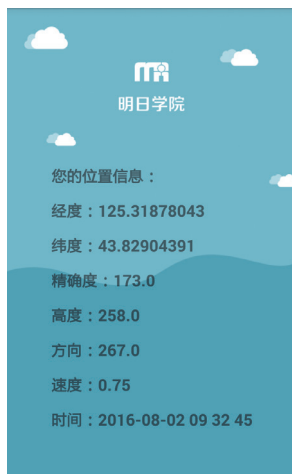 明日学院
您的位置信息：
经度：125.31878043
纬度：43.82904391
精确度：173.0
高度：258.0
方向：267.0
速度：0.75
时间：2016-08-02 09 32 45